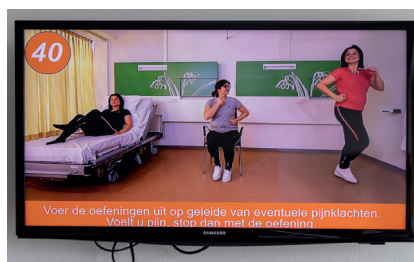 40
Voer de oefeningen uit op geleide van eventuele pijnklachten.
Voelt u pijn, stop dan met de oefening.
SAMSUNG